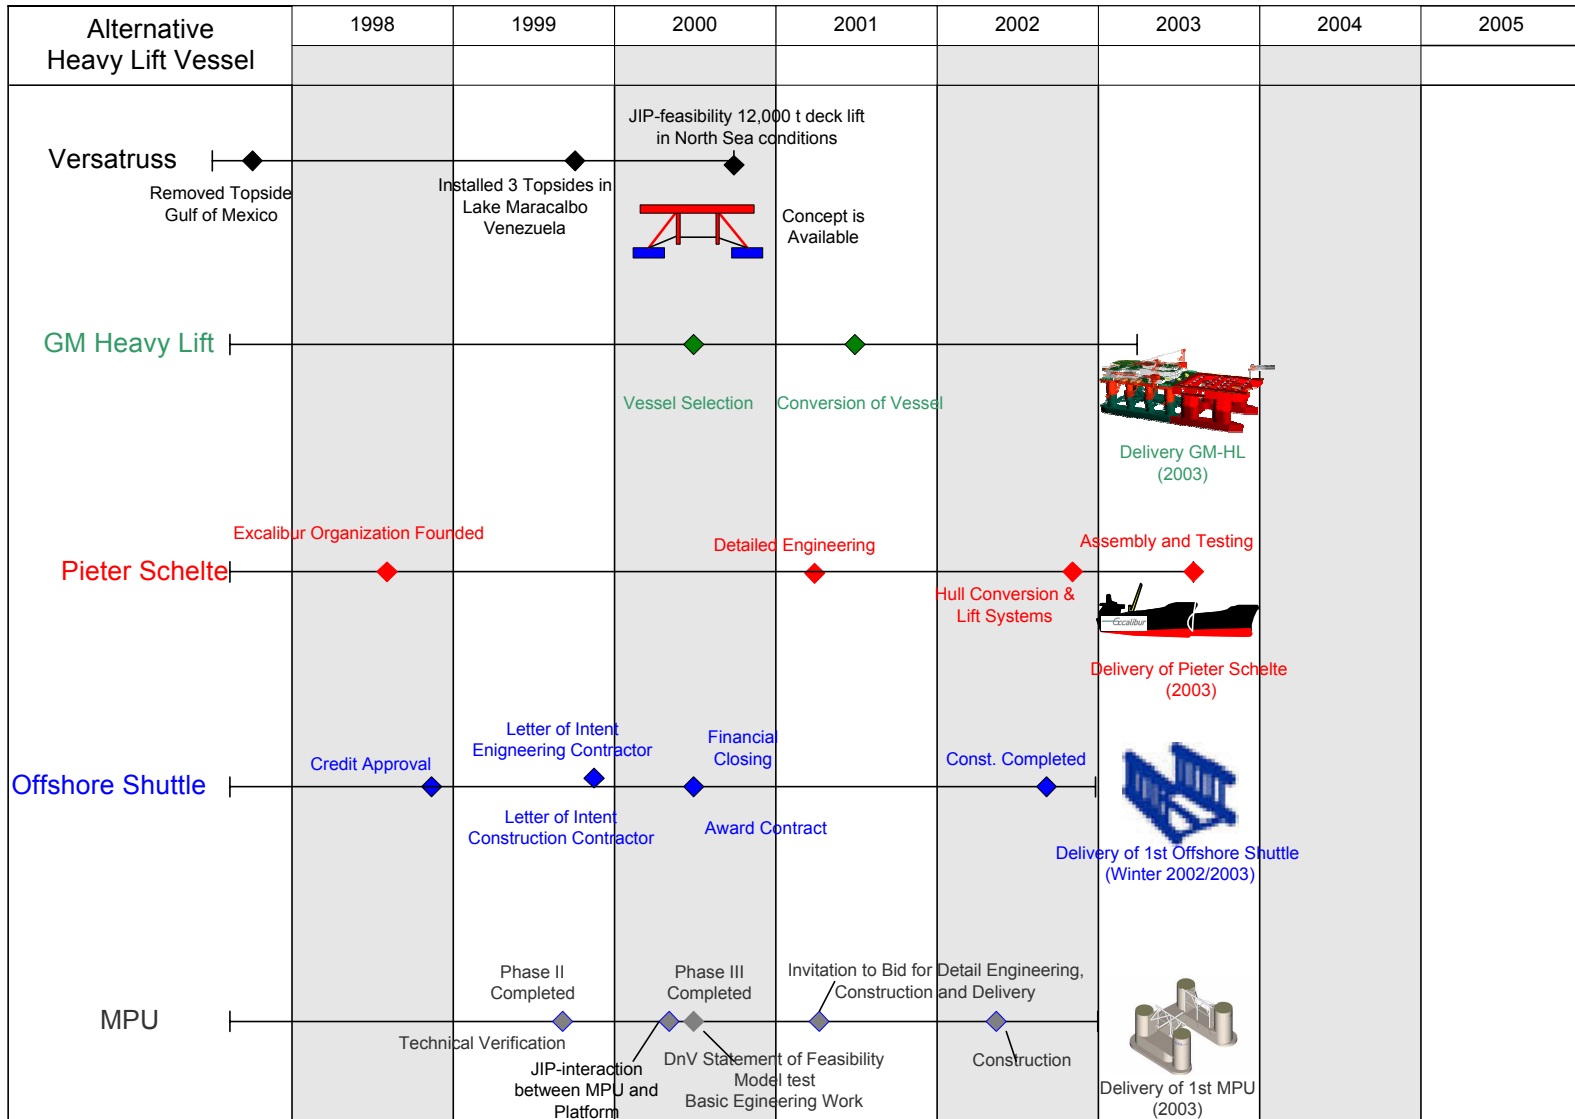 Alternative
Heavy Lift Vessel
1998
1999
2000
2001
2002
2003
2004
2005
Versatruss
Removed Topside
Gulf of Mexico
Installed 3 Topsides in
Lake Maracalbo
Venezuela
JIP-feasibility 12,000 t deck lift
in North Sea conditions
Concept is
Available
GM Heavy Lift
Vessel Selection
Conversion of Vessel
Delivery GM-HL
(2003)
Pieter Schelte
Excalibur Organization Founded
Detailed Engineering
Hull Conversion &
Lift Systems
Assembly and Testing
Excalibur
Delivery of Pieter Schelte
(2003)
Offshore Shuttle
Credit Approval
Letter of Intent
Enigneering Contractor
Letter of Intent
Construction Contractor
Financial
Closing
Award Contract
Const. Completed
Delivery of 1st Offshore Shuttle
(Winter 2002/2003)
MPU
Phase II
Completed
Technical Verification
JIP-interaction
between MPU and
Platform
Phase III
Completed
DnV Statement of Feasibility
Model test
Basic Egineering Work
Invitation to Bid for Detail Engineering,
Construction and Delivery
Construction
Delivery of 1st MPU
(2003)